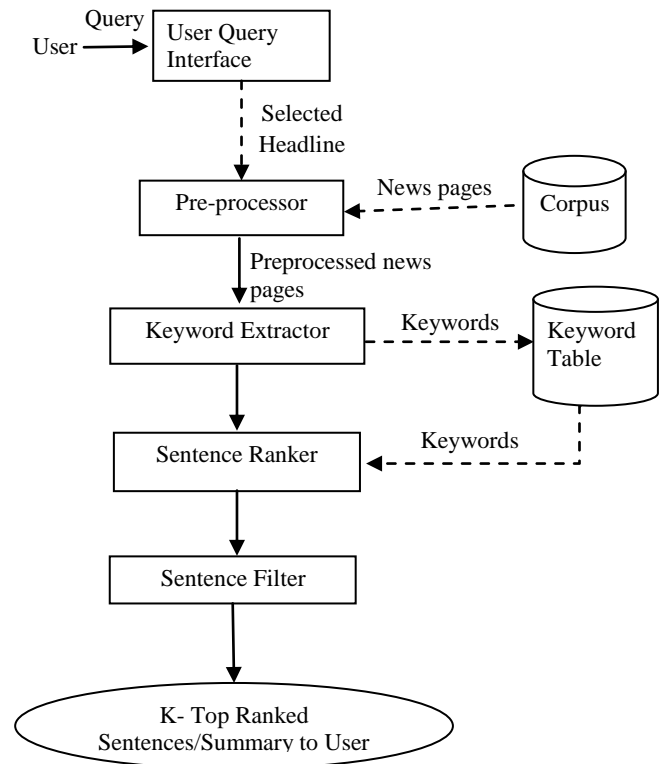 Query
User
User Query
Interface
Selected
Headline
Pre-processor
News pages
Corpus
Preprocessed news
pages
Keyword Extractor
Keywords
Keyword
Table
Sentence Ranker
Keywords
Sentence Filter
K- Top Ranked
Sentences/Summary to User